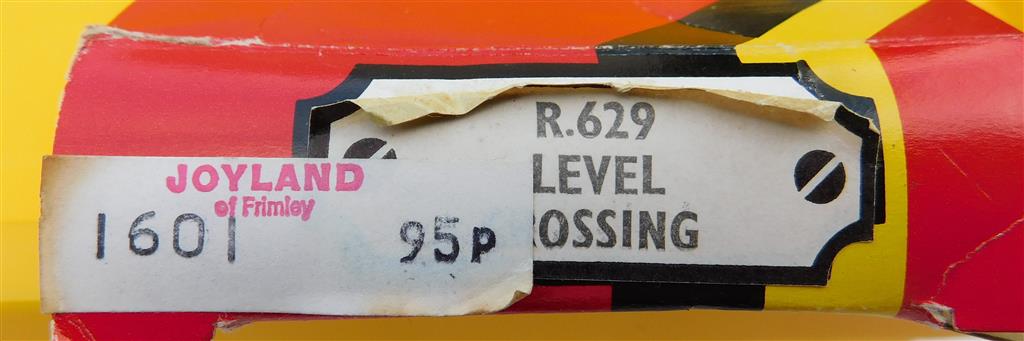 R.629
LEVEL
ROSSING
JOYLAND
of Frimley
1601 95p